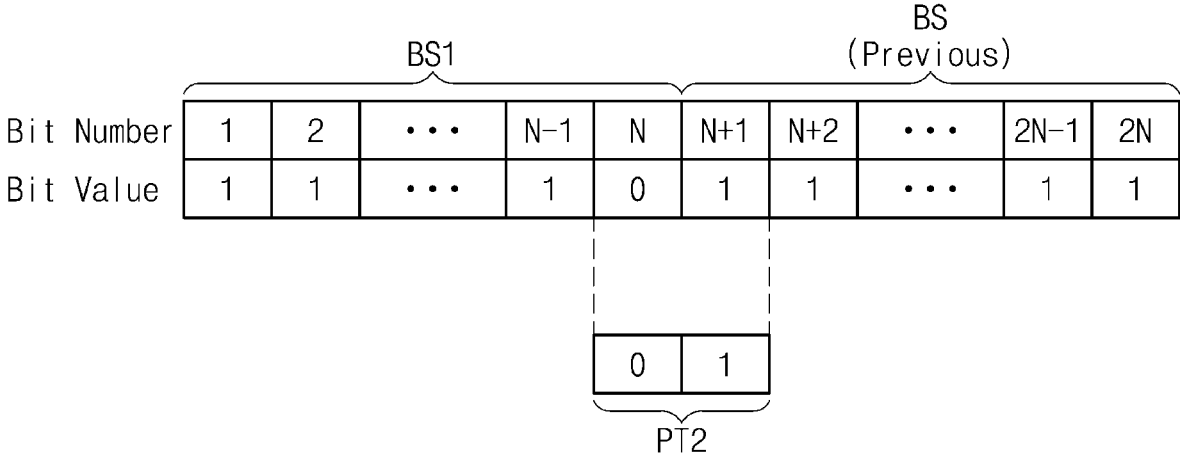 BS
(Previous)
BS1
Bit Number 1 2 ••• N-1 N N+1 N+2 ••• 2N-1 2N
Bit Value 1 1 ••• 1 0 1 1 ••• 1 1
0 1
PT2